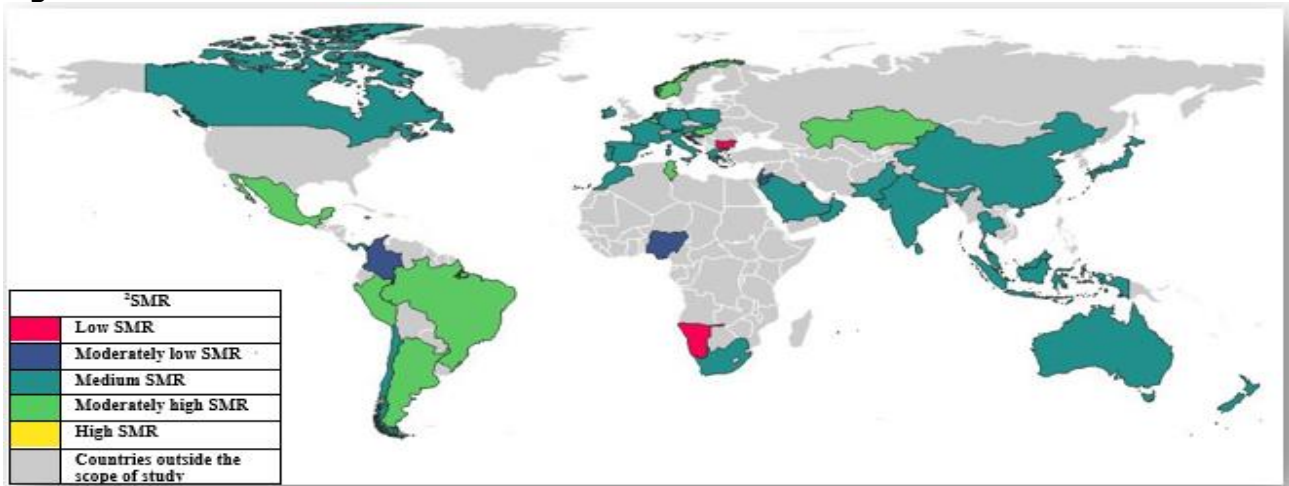 ²SMR
Low SMR
Moderately low SMR
Medium SMR
Moderately high SMR
High SMR
Countries outside the
scope of study